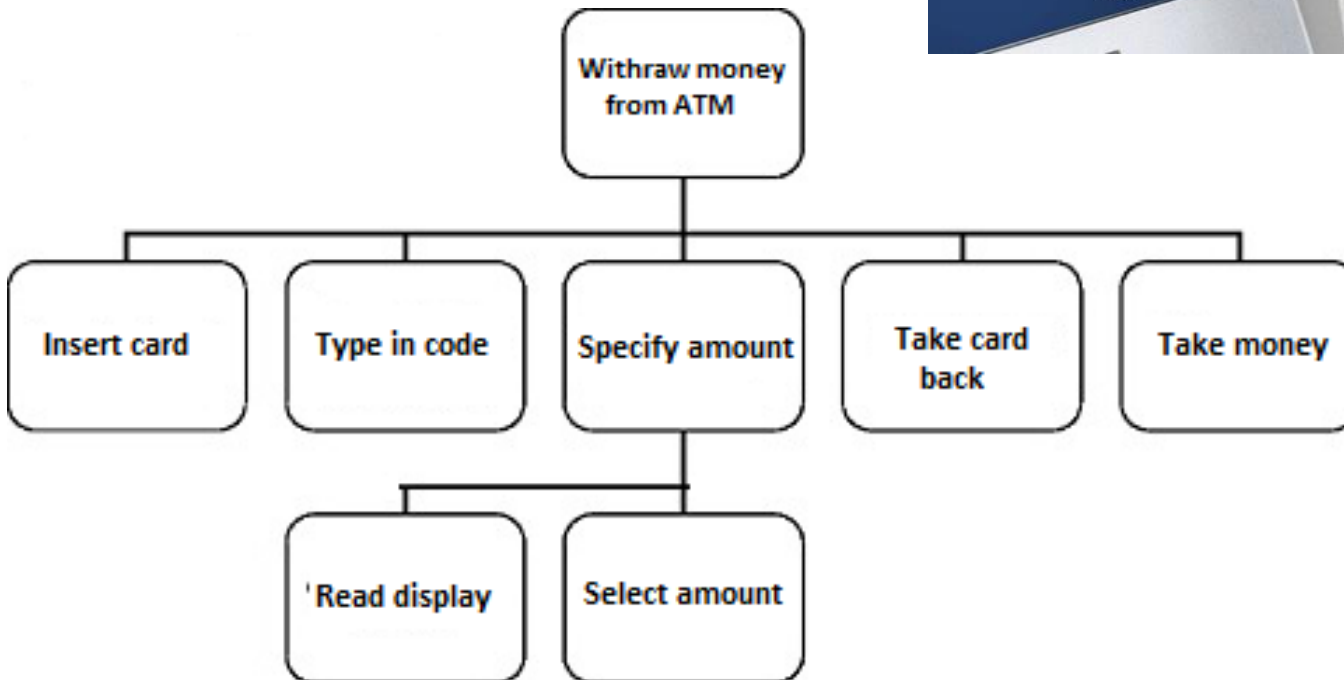 Withraw money
from ATM
Insert card
Type in code
Specify amount
Take card
back
Take money
'Read display
Select amount